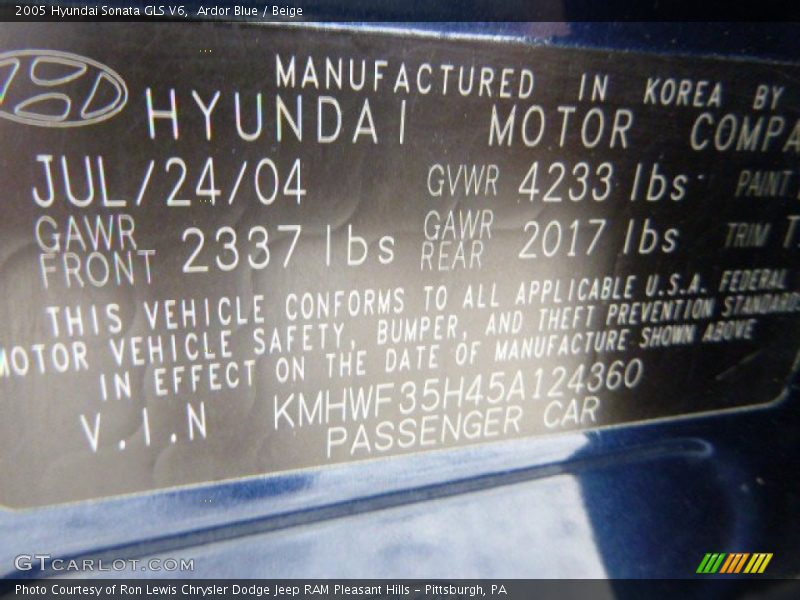 2005 Hyundai Sonata GLS V6,  Ardor Blue / Beige
MANUFACTURED IN KOREA BY
HYUNDAI MOTOR COMPA
JUL/24/04 GVWR 4233 lbs PAINT
GAWR FRONT 2337 lbs GAWR REAR 2017 lbs TRIM T
THIS VEHICLE CONFORMS TO ALL APPLICABLE U.S.A. FEDERAL
MOTOR VEHICLE SAFETY, BUMPER, AND THEFT PREVENTION STANDARDS
IN EFFECT ON THE DATE OF MANUFACTURE SHOWN ABOVE
V.I.N KMHWF35H45A124360
PASSENGER CAR
GTCARLOT.COM
Photo Courtesy of Ron Lewis Chrysler Dodge Jeep RAM Pleasant Hills – Pittsburgh, PA